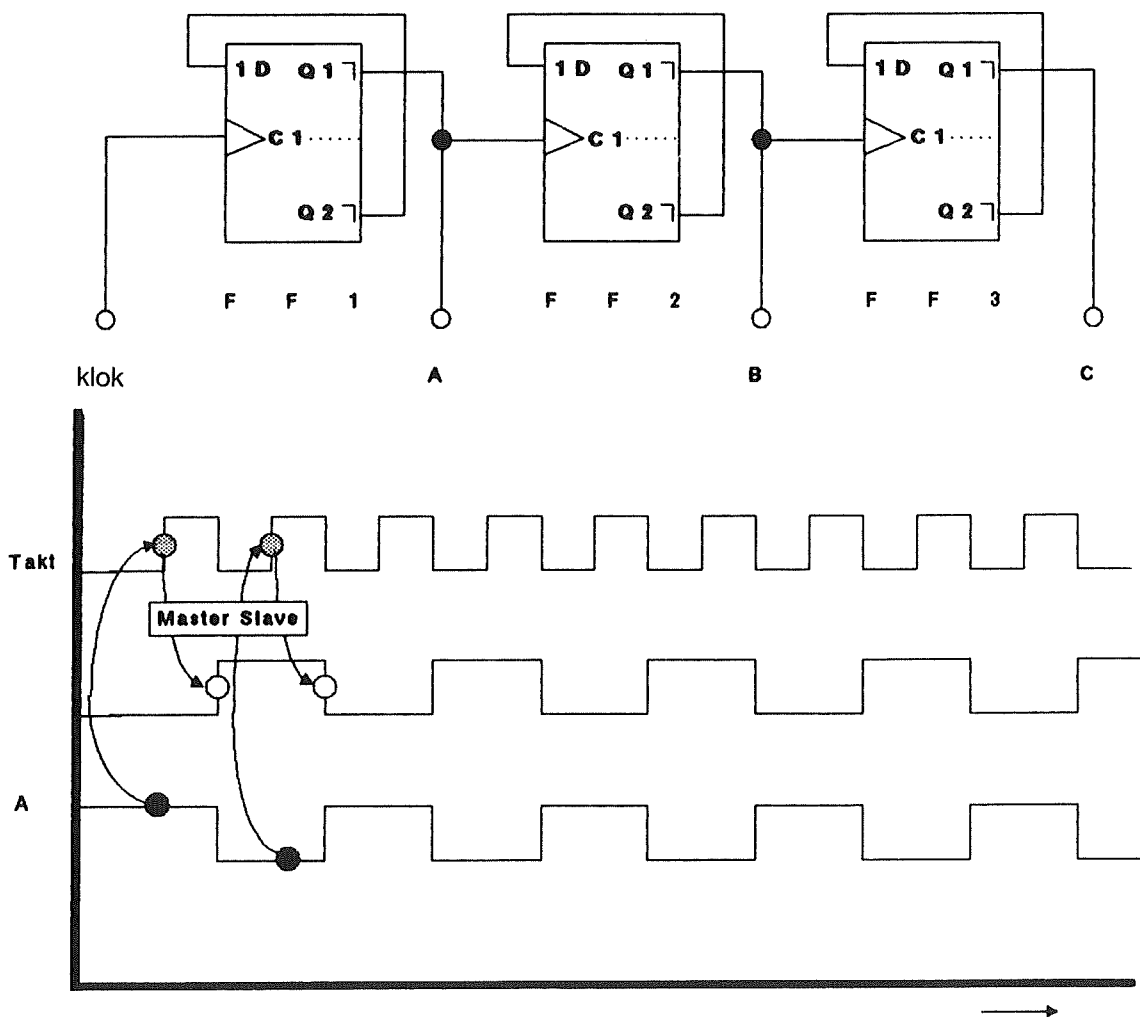 1D Q1 1D Q1 1D Q1
C1 C1 C1
Q2 Q2 Q2
F F 1 F F 2 F F 3
klok A B C
Takt
Master Slave
A